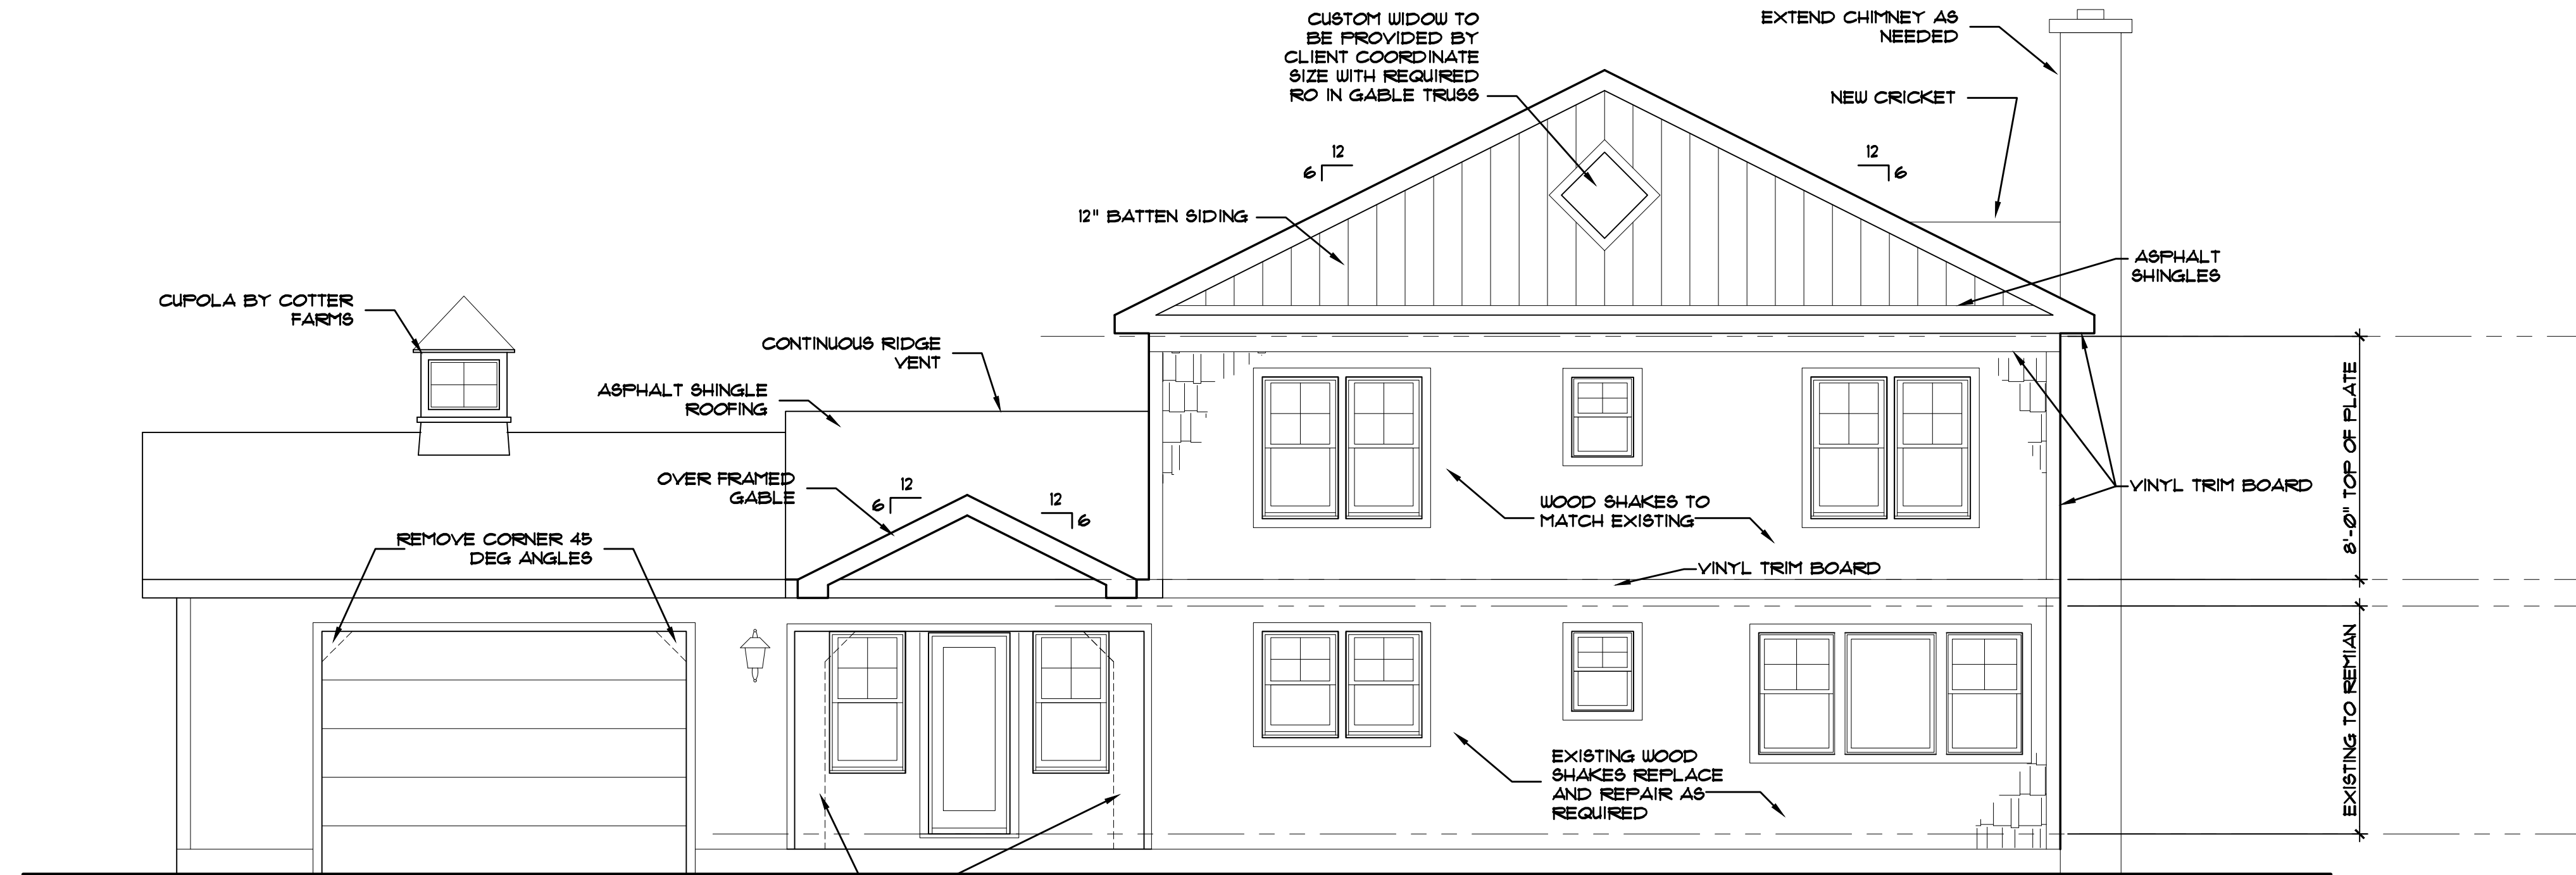 CUSTOM WIDOW TO
BE PROVIDED BY
CLIENT COORDINATE
SIZE WITH REQUIRED
RO IN GABLE TRUSS
EXTEND CHIMNEY AS
NEEDED
NEW CRICKET
12
6
12
6
12" BATTEN SIDING
ASPHALT
SHINGLES
CUPOLA BY COTTER
FARMS
CONTINUOUS RIDGE
VENT
ASPHALT SHINGLE
ROOFING
OVER FRAMED
GABLE
12
6
12
6
REMOVE CORNER 45
DEG ANGLES
WOOD SHAKES TO
MATCH EXISTING
VINYL TRIM BOARD
8'-0" TOP OF PLATE
VINYL TRIM BOARD
EXISTING WOOD
SHAKES REPLACE
AND REPAIR AS
REQUIRED
EXISTING TO REMIAN